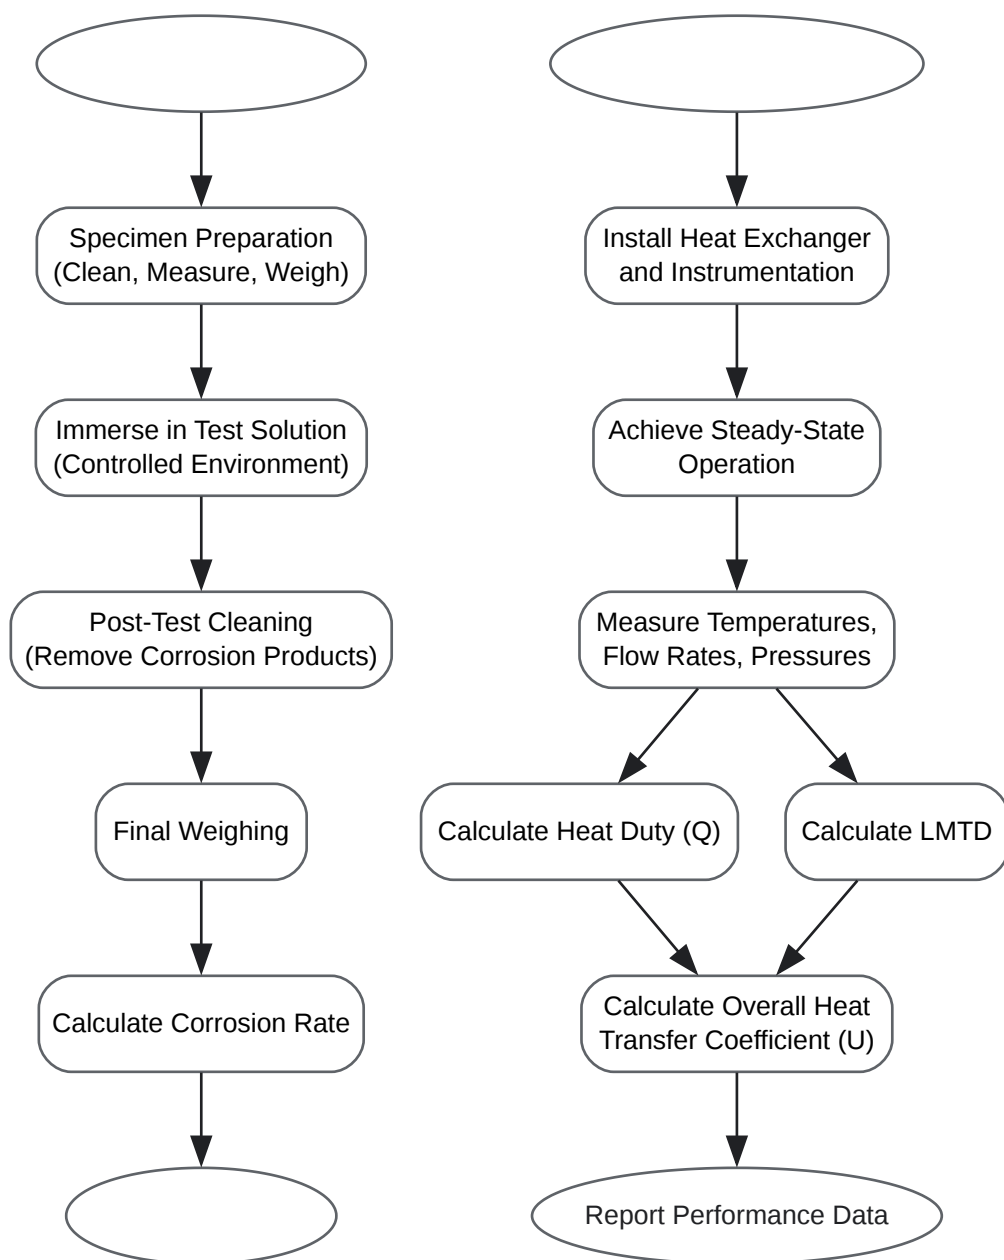 Specimen Preparation
(Clean, Measure, Weigh)
Immerse in Test Solution
(Controlled Environment)
Post-Test Cleaning
(Remove Corrosion Products)
Final Weighing
Calculate Corrosion Rate
Install Heat Exchanger
and Instrumentation
Achieve Steady-State
Operation
Measure Temperatures,
Flow Rates, Pressures
Calculate Heat Duty (Q)
Calculate LMTD
Calculate Overall Heat
Transfer Coefficient (U)
Report Performance Data